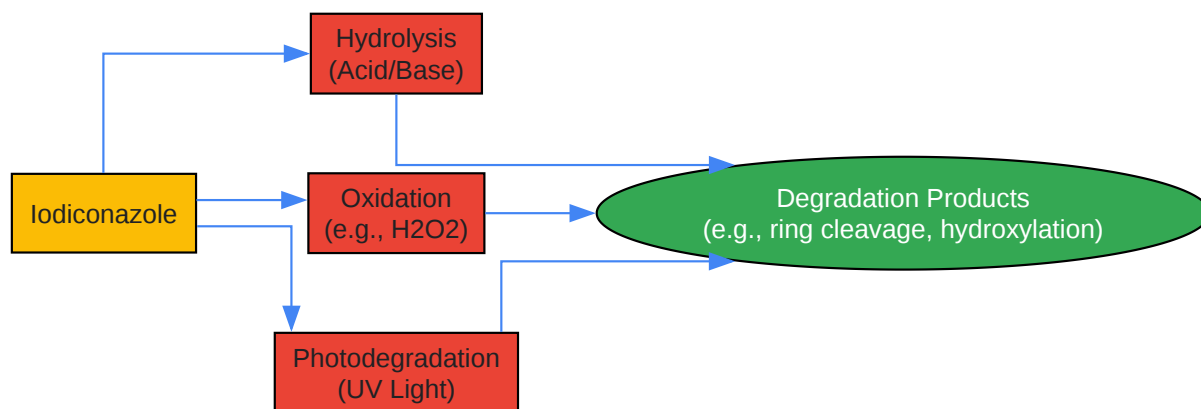 Hydrolysis
(Acid/Base)
Iodiconazole
Oxidation
(e.g., H2O2)
Degradation Products
(e.g., ring cleavage, hydroxylation)
Photodegradation
(UV Light)